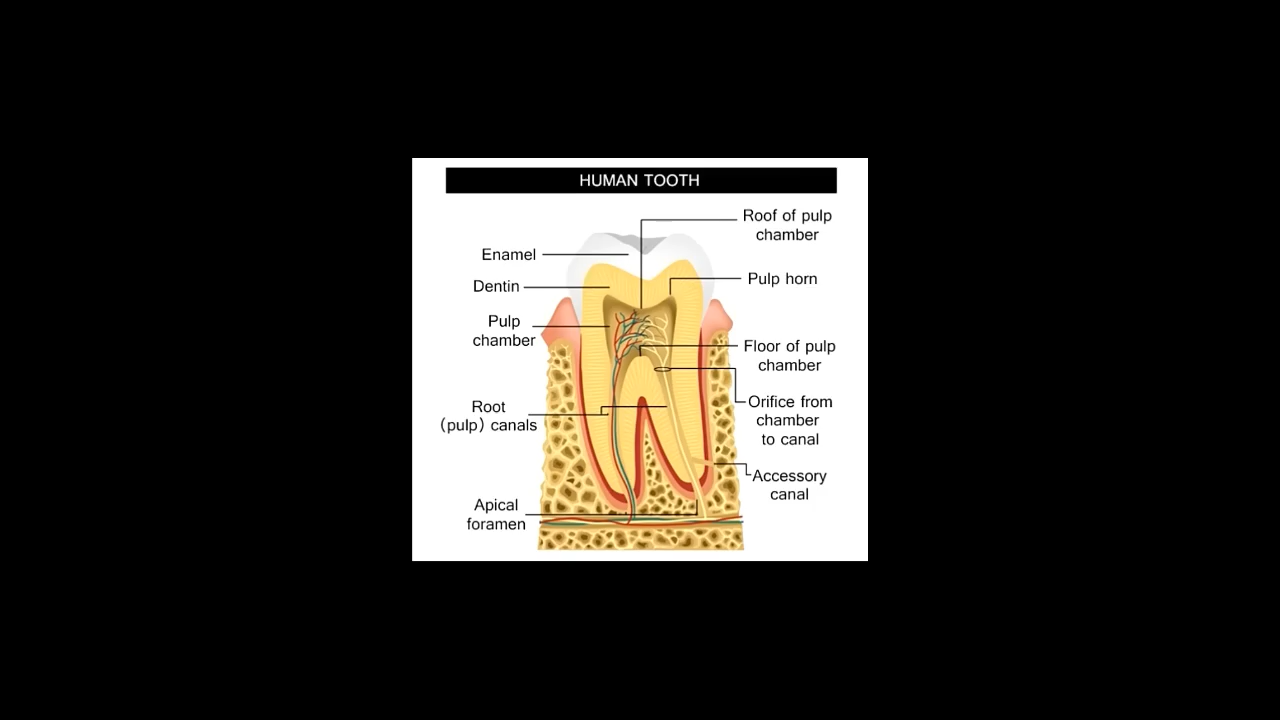 HUMAN TOOTH
Roof of pulp
chamber
Enamel
Pulp horn
Dentin
Pulp
chamber
Floor of pulp
chamber
Orifice from
chamber
to canal
Root
(pulp) canals
Accessory
canal
Apical
foramen